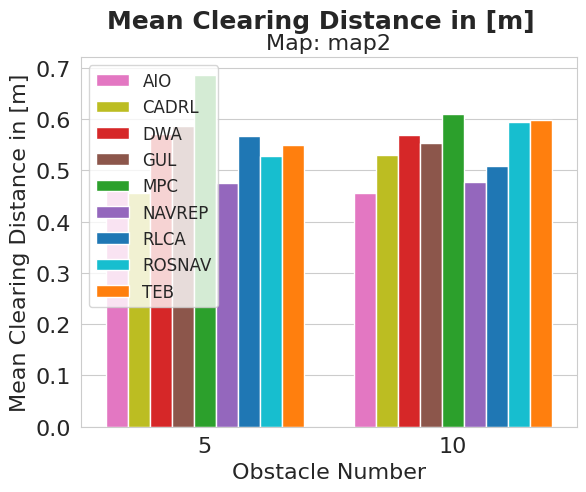 Mean Clearing Distance in [m]
Map: map2
Mean Clearing Distance in [m]
0.7
0.6
0.5
0.4
0.3
0.2
0.1
0.0
AIO
CADRL
DWA
GUL
MPC
NAVREP
RLCA
ROSNAV
TEB
5
10
Obstacle Number